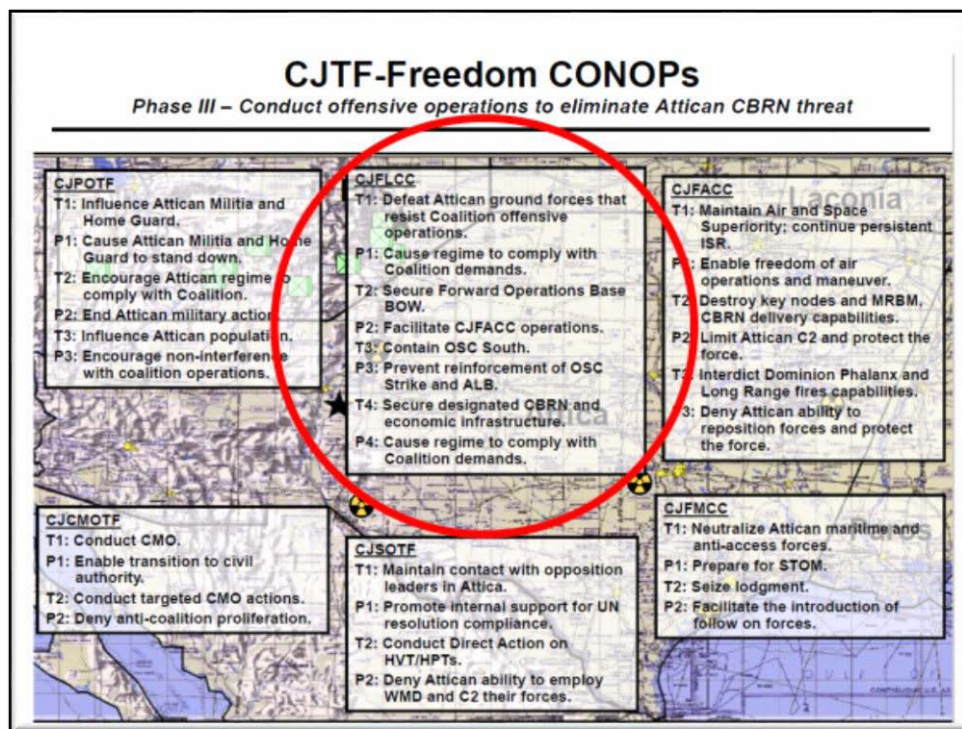 CJTF-Freedom CONOPs
Phase III – Conduct offensive operations to eliminate Attican CBRN threat
CJPOTF
T1: Influence Attican Militia and
Home Guard.
P1: Cause Attican Militia and Home
Guard to stand down.
T2: Encourage Attican regime to
comply with Coalition.
P2: End Attican military action.
T3: Influence Attican population.
P3: Encourage non-interference
with coalition operations.
CJFLCC
T1: Defeat Attican ground forces that
resist Coalition offensive
operations.
P1: Cause regime to comply with
Coalition demands.
T2: Secure Forward Operations Base
BOW.
P2: Facilitate CJFACC operations.
T3: Contain OSC South.
P3: Prevent reinforcement of OSC
Strike and ALB.
T4: Secure designated CBRN and
economic infrastructure.
P4: Cause regime to comply with
Coalition demands.
CJFACC
Laconia
T1: Maintain Air and Space
Superiority; continue persistent
ISR.
Enable freedom of air
operations and maneuver.
T2: Destroy key nodes and MRBM,
CBRN delivery capabilities.
P2: Limit Attican C2 and protect the
force.
T3: Interdict Dominion Phalanx and
Long Range fires capabilities.
3: Deny Attican ability to
reposition forces and protect
the force.
CJCMOTF
T1: Conduct CMO.
P1: Enable transition to civil
authority.
T2: Conduct targeted CMO actions.
P2: Deny anti-coalition proliferation.
CJSOTF
T1: Maintain contact with opposition
leaders in Attica.
P1: Promote internal support for UN
resolution compliance.
T2: Conduct Direct Action on
HVT/HPTs.
P2: Deny Attican ability to employ
WMD and C2 their forces.
CJFMCC
T1: Neutralize Attican maritime and
anti-access forces.
P1: Prepare for STOM.
T2: Seize lodgment.
P2: Facilitate the introduction of
follow on forces.